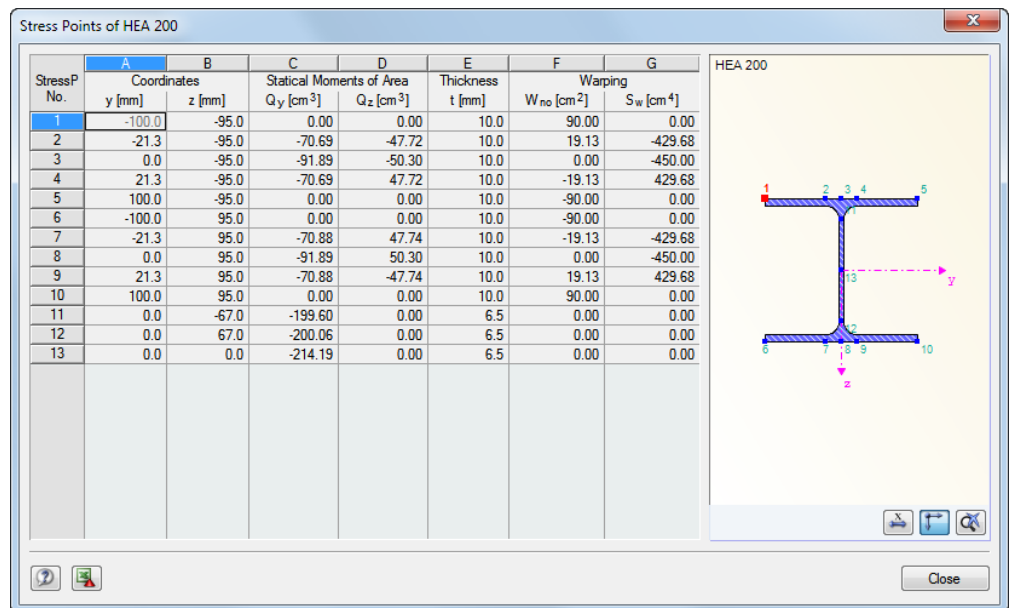 Stress Points of HEA 200
A B C D E F G
StressP Coordinates Statical Moments of Area Thickness Warping
No. y [mm] z [mm] Qy [cm³] Qz [cm³] t [mm] Wno [cm²] Sw [cm⁴]
1 -100.0 -95.0 0.00 0.00 10.0 90.00 0.00
2 -21.3 -95.0 -70.69 -47.72 10.0 19.13 -429.68
3 0.0 -95.0 -91.89 -50.30 10.0 0.00 -450.00
4 21.3 -95.0 -70.69 47.72 10.0 -19.13 429.68
5 100.0 -95.0 0.00 0.00 10.0 -90.00 0.00
6 -100.0 95.0 0.00 0.00 10.0 -90.00 0.00
7 -21.3 95.0 -70.88 47.74 10.0 -19.13 -429.68
8 0.0 95.0 -91.89 50.30 10.0 0.00 -450.00
9 21.3 95.0 -70.88 -47.74 10.0 19.13 429.68
10 100.0 95.0 0.00 0.00 10.0 90.00 0.00
11 0.0 -67.0 -199.60 0.00 6.5 0.00 0.00
12 0.0 67.0 -200.06 0.00 6.5 0.00 0.00
13 0.0 0.0 -214.19 0.00 6.5 0.00 0.00
HEA 200
1 2 3 4 5
11
13 y
12
6 7 8 9 10
z
x
Close